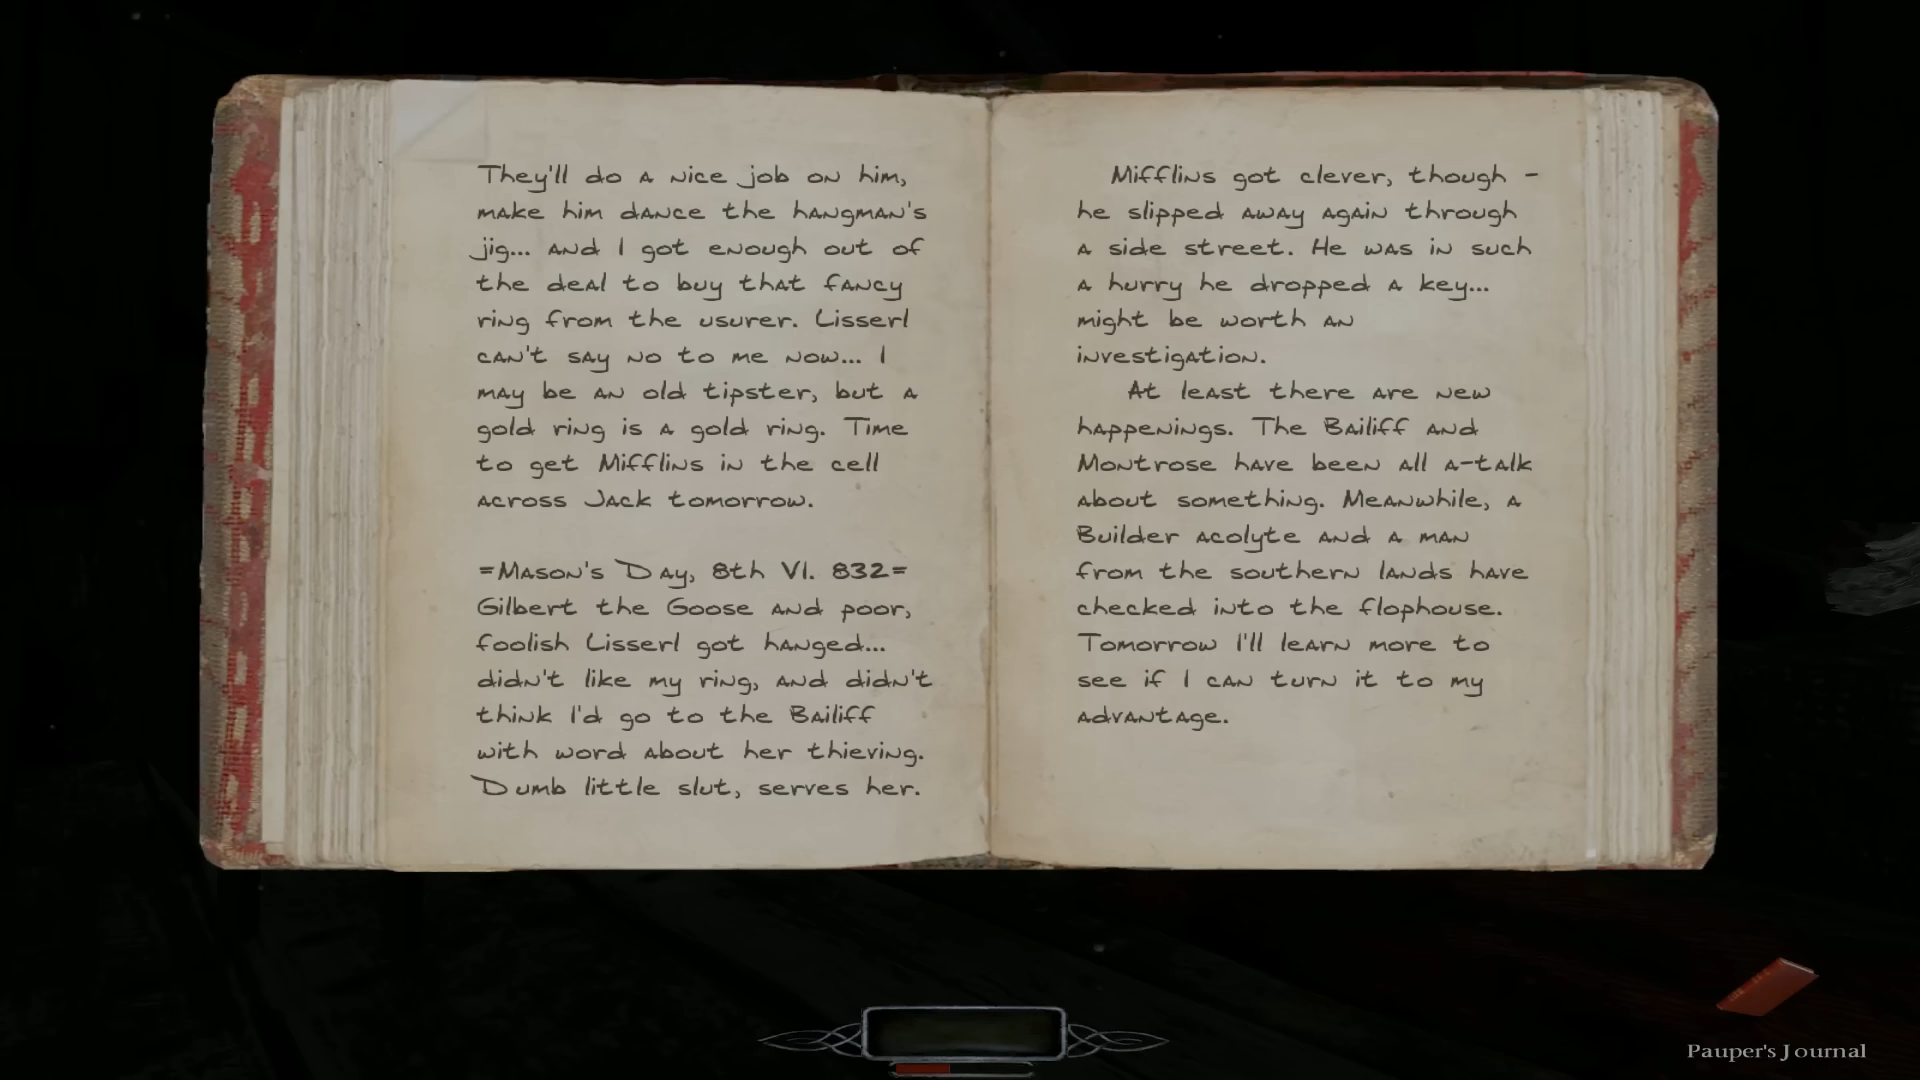 They'll do a nice job on him,
make him dance the hangman's
jig... and I got enough out of
the deal to buy that fancy
ring from the usurer. Lisserl
can't say no to me now... I
may be an old tipster, but a
gold ring is a gold ring. Time
to get Mifflins in the cell
across Jack tomorrow.
=Mason's Day, 8th VI. 832=
Gilbert the Goose and poor,
foolish Lisserl got hanged...
didn't like my ring, and didn't
think I'd go to the Bailiff
with word about her thieving.
Dumb little slut, serves her.
Mifflins got clever, though -
he slipped away again through
a side street. He was in such
a hurry he dropped a key...
might be worth an
investigation.
At least there are new
happenings. The Bailiff and
Montrose have been all a-talk
about something. Meanwhile, a
Builder acolyte and a man
from the southern lands have
checked into the flophouse.
Tomorrow I'll learn more to
see if I can turn it to my
advantage.
Pauper's Journal